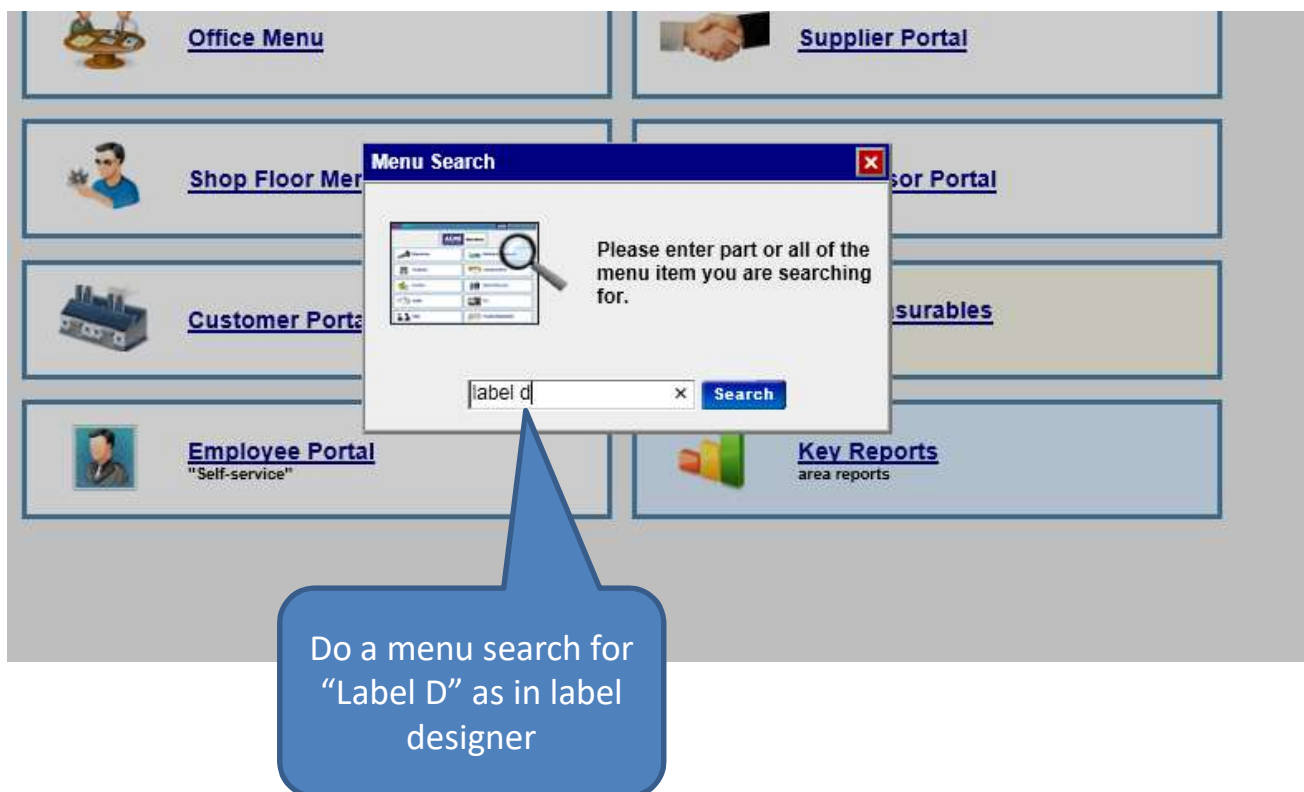 Office Menu
Supplier Portal
Shop Floor Men
Menu Search
sor Portal
Please enter part or all of the
menu item you are searching
for.
Customer Porta
surables
label d
Search
Employee Portal
"Self-service"
Key Reports
area reports
Do a menu search for
“Label D” as in label
designer